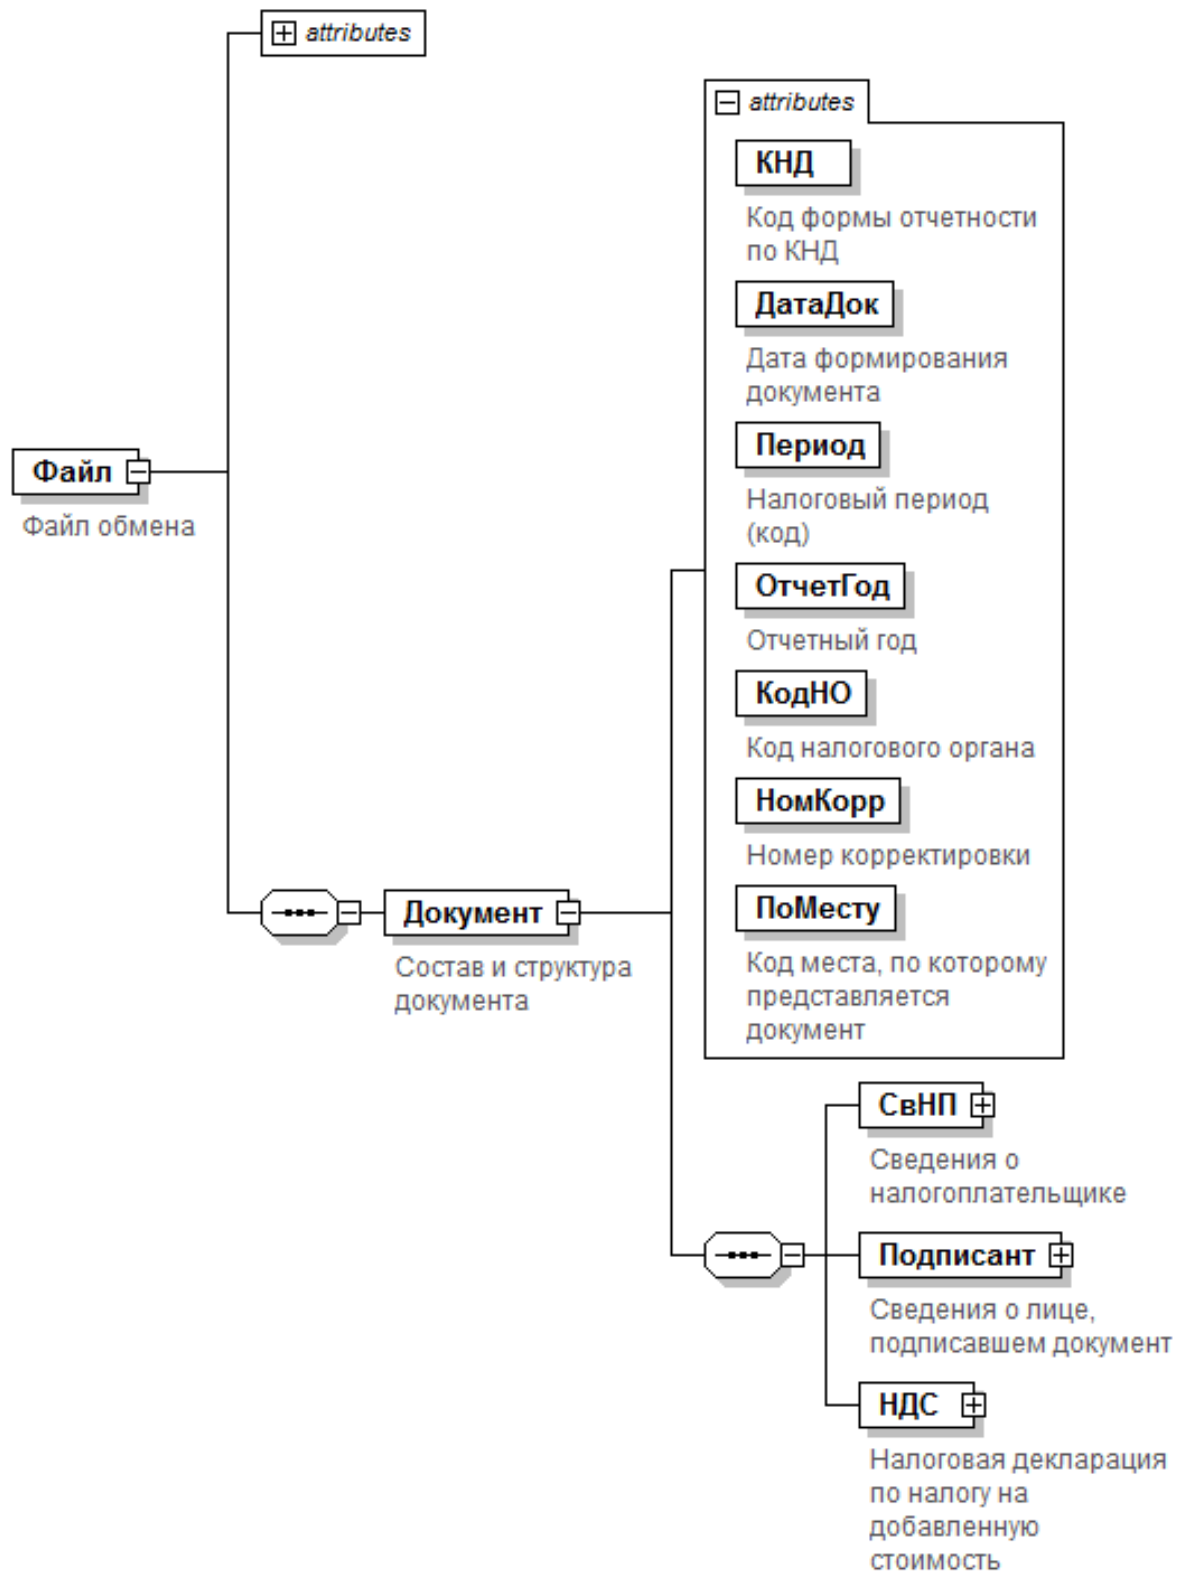 attributes
attributes
КНД
Код формы отчетности
по КНД
ДатаДок
Дата формирования
документа
Период
Налоговый период
(код)
ОтчетГод
Отчетный год
КодНО
Код налогового органа
НомКорр
Номер корректировки
ПоМесту
Код места, по которому
представляется
документ
Файл
Файл обмена
Документ
Состав и структура
документа
СвНП
Сведения о
налогоплательщике
Подписант
Сведения о лице,
подписавшем документ
НДС
Налоговая декларация
по налогу на
добавленную
стоимость